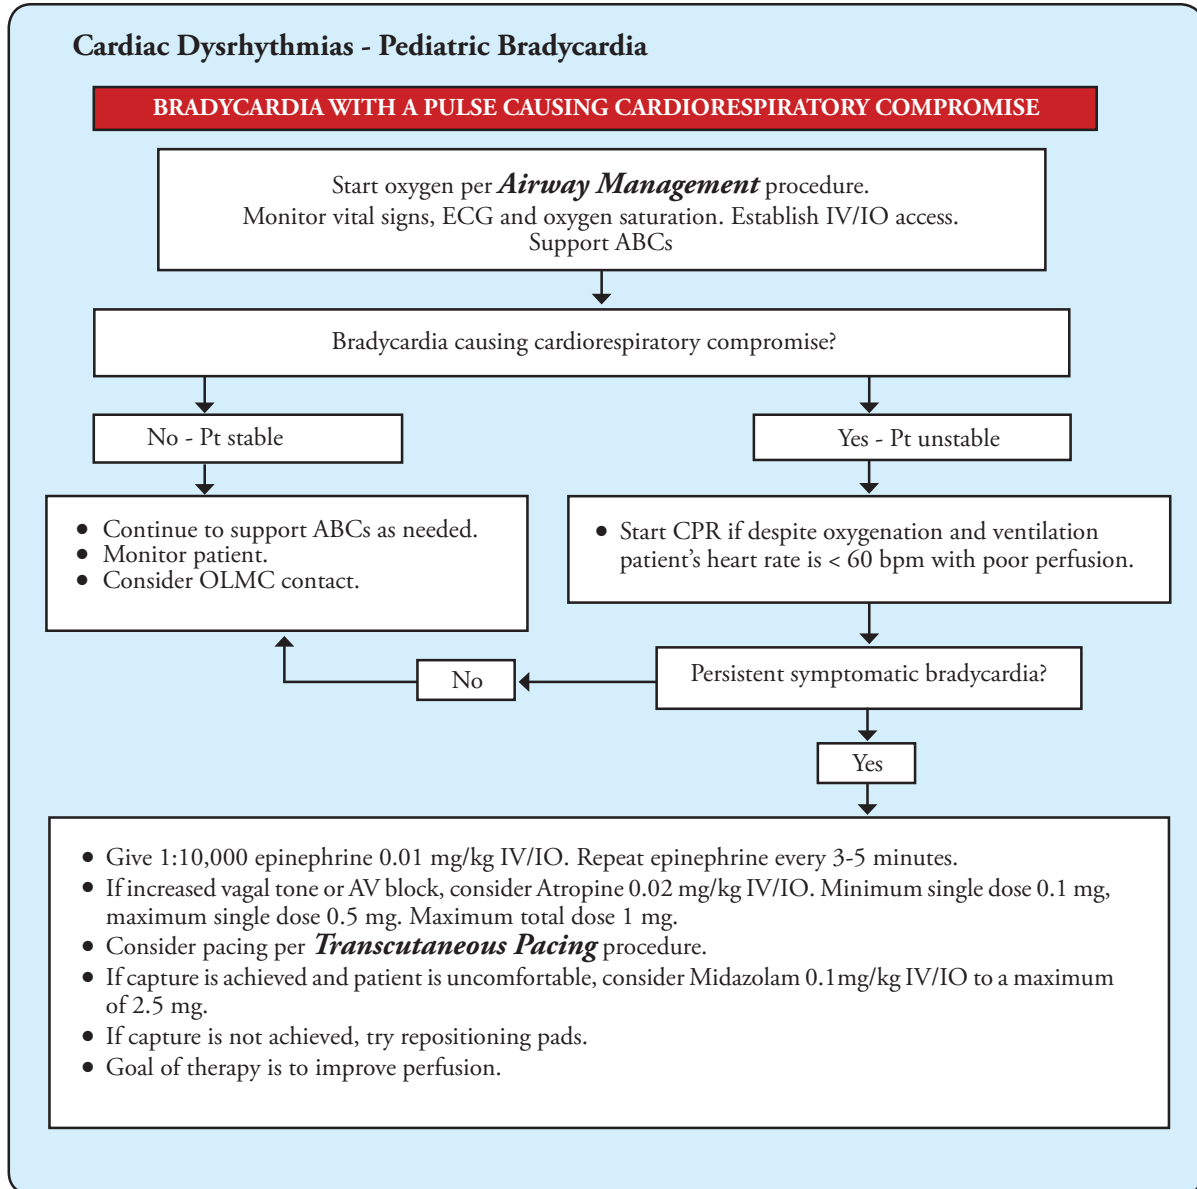 Cardiac Dysrhythmias - Pediatric Bradycardia
BRADYCARDIA WITH A PULSE CAUSING CARDIORESPIRATORY COMPROMISE
Start oxygen per Airway Management procedure.
Monitor vital signs, ECG and oxygen saturation. Establish IV/IO access.
Support ABCs
Bradycardia causing cardiorespiratory compromise?
No - Pt stable
Yes - Pt unstable
• Continue to support ABCs as needed.
• Monitor patient.
• Consider OLMC contact.
• Start CPR if despite oxygenation and ventilation
patient’s heart rate is < 60 bpm with poor perfusion.
Persistent symptomatic bradycardia?
No
Yes
• Give 1:10,000 epinephrine 0.01 mg/kg IV/IO. Repeat epinephrine every 3-5 minutes.
• If increased vagal tone or AV block, consider Atropine 0.02 mg/kg IV/IO. Minimum single dose 0.1 mg,
maximum single dose 0.5 mg. Maximum total dose 1 mg.
• Consider pacing per Transcutaneous Pacing procedure.
• If capture is achieved and patient is uncomfortable, consider Midazolam 0.1mg/kg IV/IO to a maximum
of 2.5 mg.
• If capture is not achieved, try repositioning pads.
• Goal of therapy is to improve perfusion.